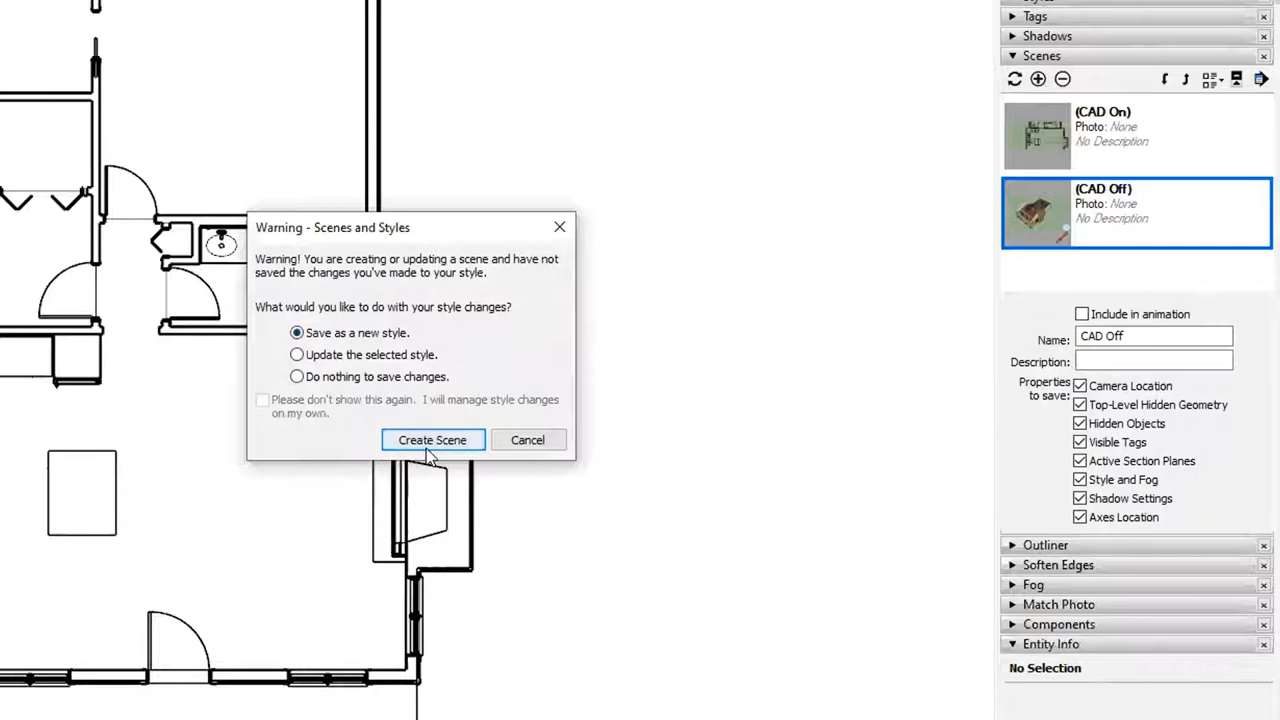 Tags
Shadows
Scenes
(CAD On)
Photo: None
No Description
(CAD Off)
Photo: None
No Description
Include in animation
Name: CAD Off
Description:
Properties
to save:
Camera Location
Top-Level Hidden Geometry
Hidden Objects
Visible Tags
Active Section Planes
Style and Fog
Shadow Settings
Axes Location
Outliner
Soften Edges
Fog
Match Photo
Components
Entity Info
No Selection
Warning - Scenes and Styles
Warning! You are creating or updating a scene and have not
saved the changes you've made to your style.
What would you like to do with your style changes?
Save as a new style.
Update the selected style.
Do nothing to save changes.
Please don't show this again. I will manage style changes
on my own.
Create Scene
Cancel